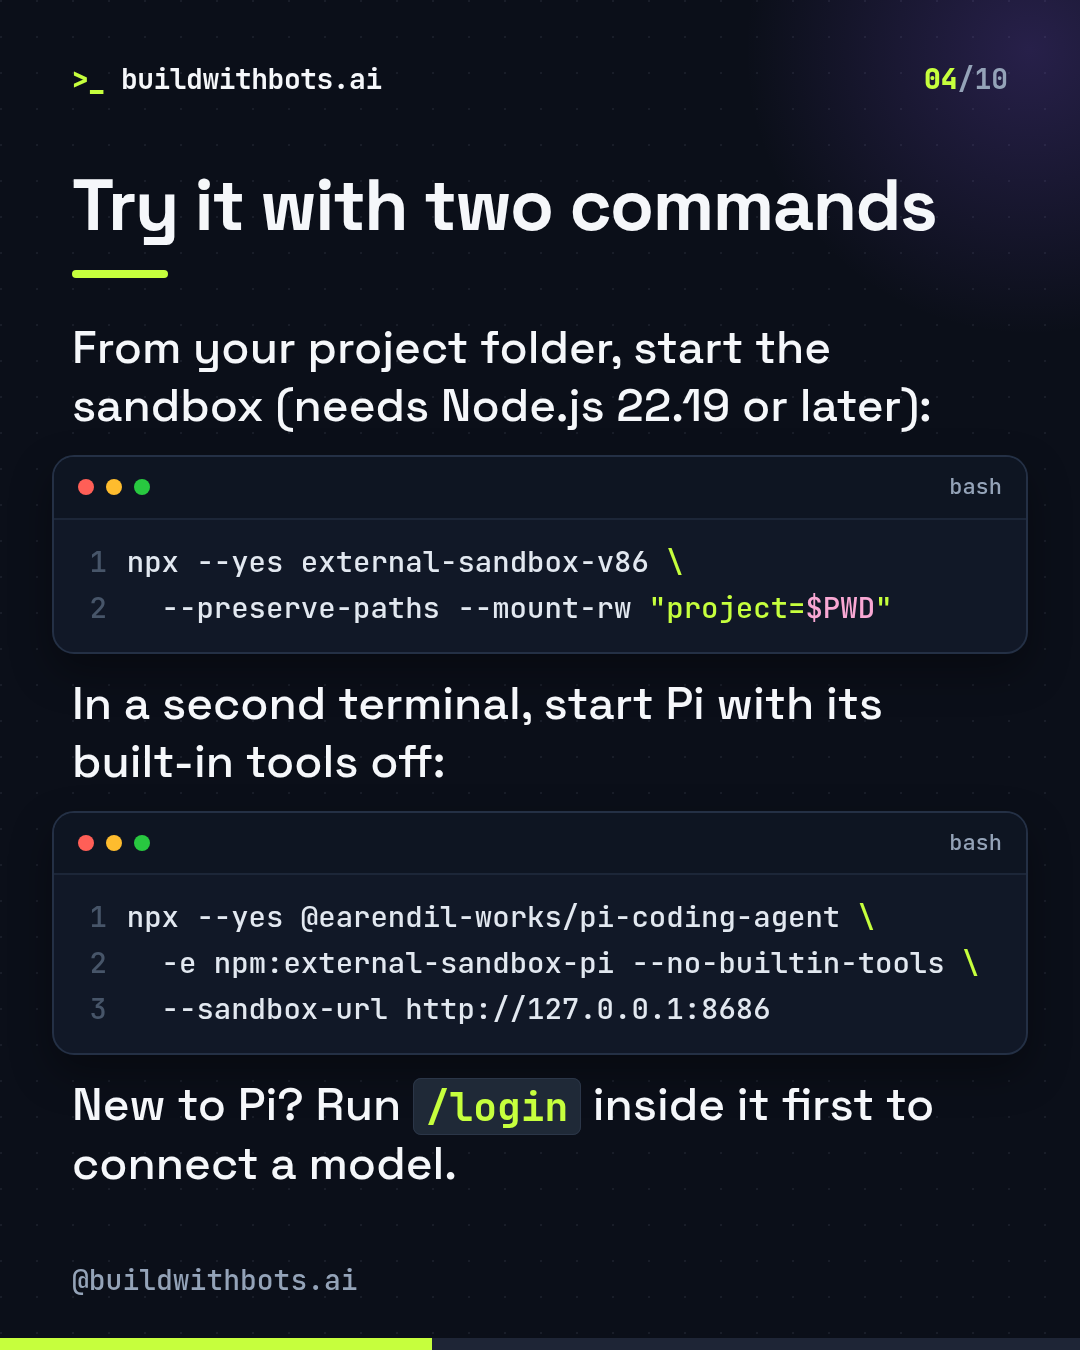 >_ buildwithbots.ai
04/10
Try it with two commands
From your project folder, start the
sandbox (needs Node.js 22.19 or later):
bash
1 npx --yes external-sandbox-v86 \
2   --preserve-paths --mount-rw "project=$PWD"
In a second terminal, start Pi with its
built-in tools off:
bash
1 npx --yes @earendil-works/pi-coding-agent \
2   -e npm:external-sandbox-pi --no-builtin-tools \
3   --sandbox-url http://127.0.0.1:8686
New to Pi? Run /login inside it first to
connect a model.
@buildwithbots.ai